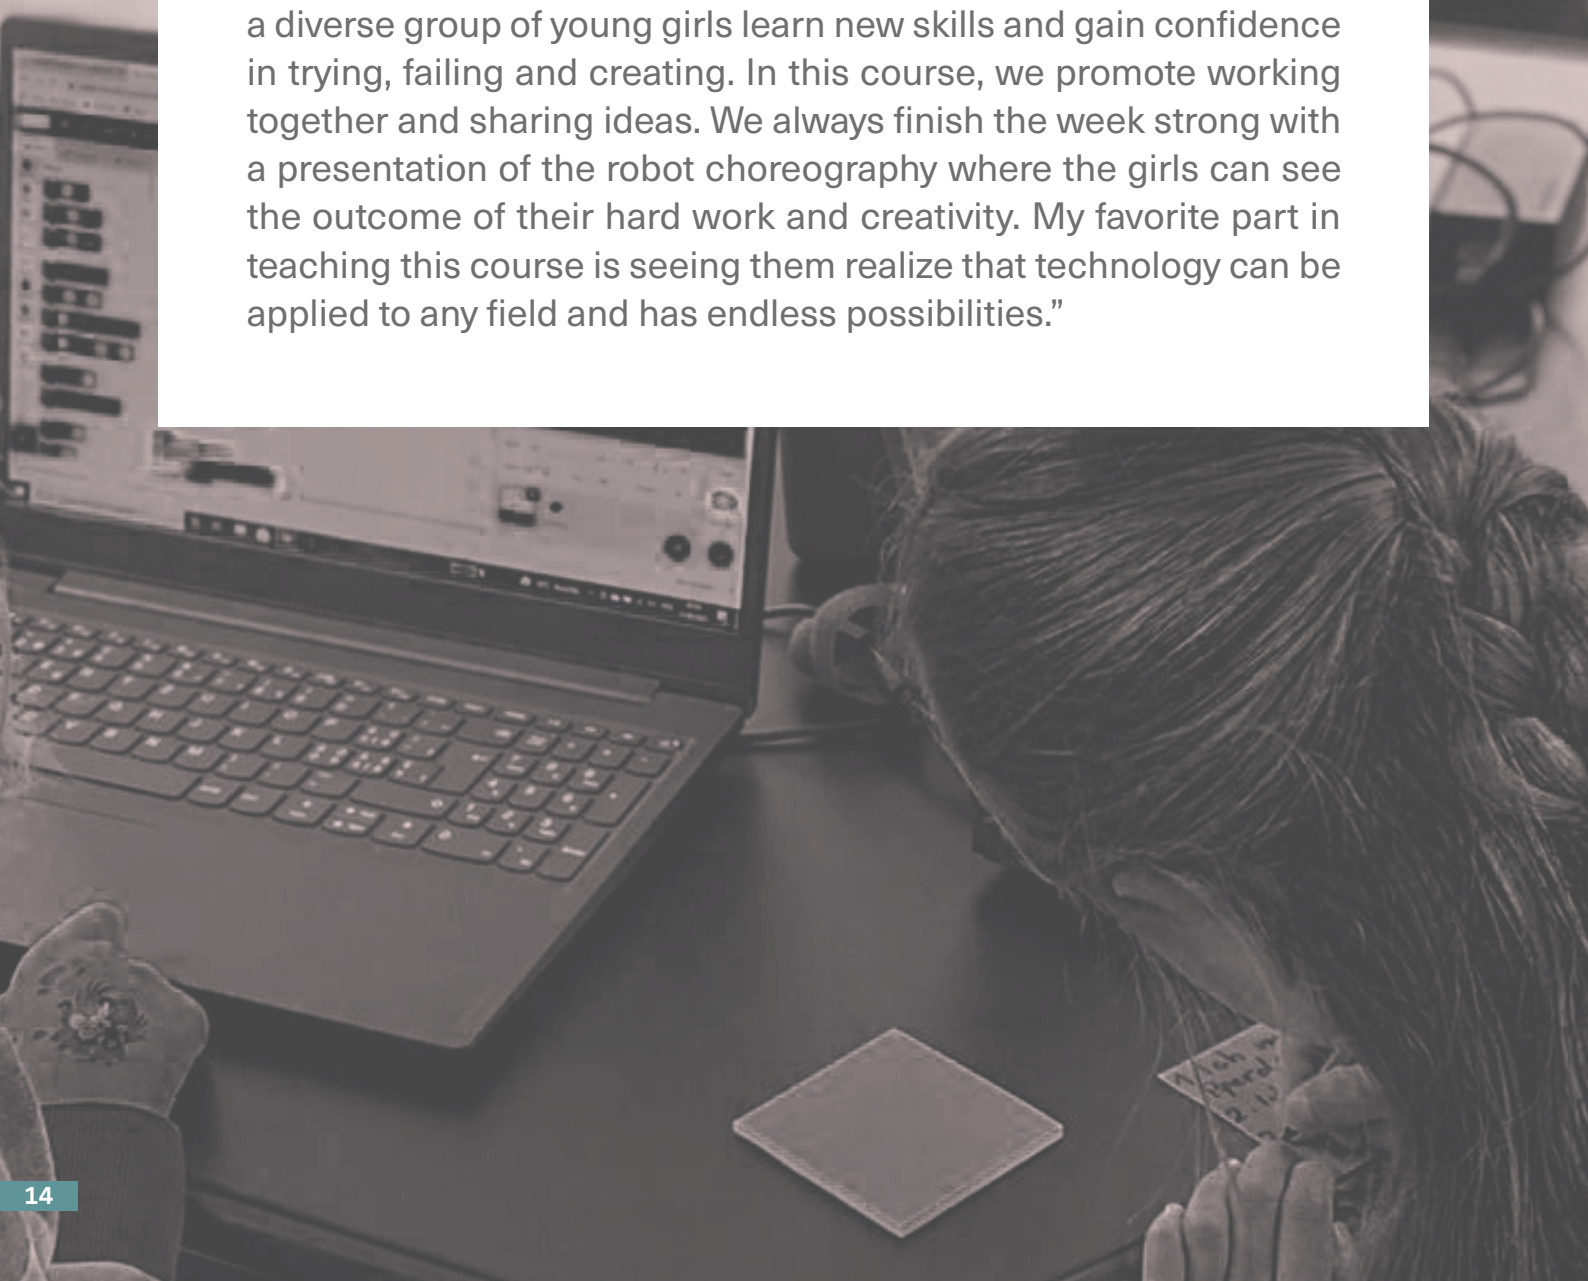 a diverse group of young girls learn new skills and gain confidence
in trying, failing and creating. In this course, we promote working
together and sharing ideas. We always finish the week strong with
a presentation of the robot choreography where the girls can see
the outcome of their hard work and creativity. My favorite part in
teaching this course is seeing them realize that technology can be
applied to any field and has endless possibilities.”
14